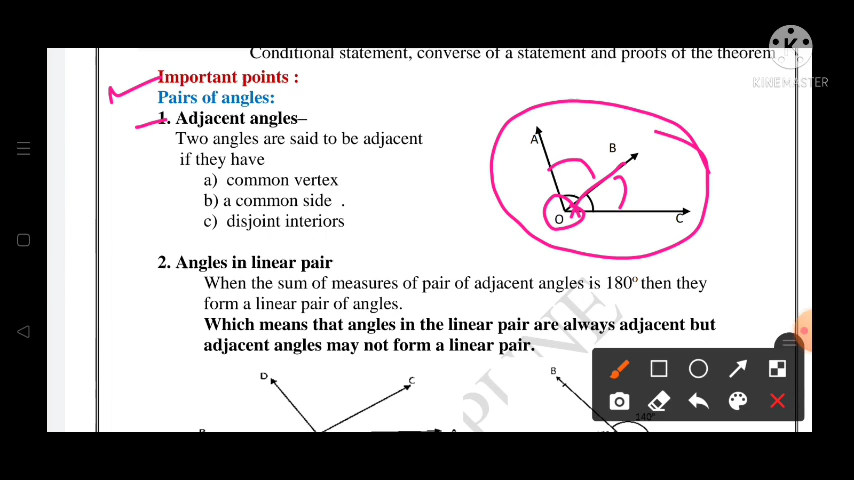 Conditional statement, converse of a statement and proofs of the theorem
K
KINEMASTER
Important points :
Pairs of angles:
1. Adjacent angles–
Two angles are said to be adjacent
if they have
a) common vertex
b) a common side .
c) disjoint interiors
A
B
O
C
2. Angles in linear pair
When the sum of measures of pair of adjacent angles is 180º then they
form a linear pair of angles.
Which means that angles in the linear pair are always adjacent but
adjacent angles may not form a linear pair.
D
C
B
140º